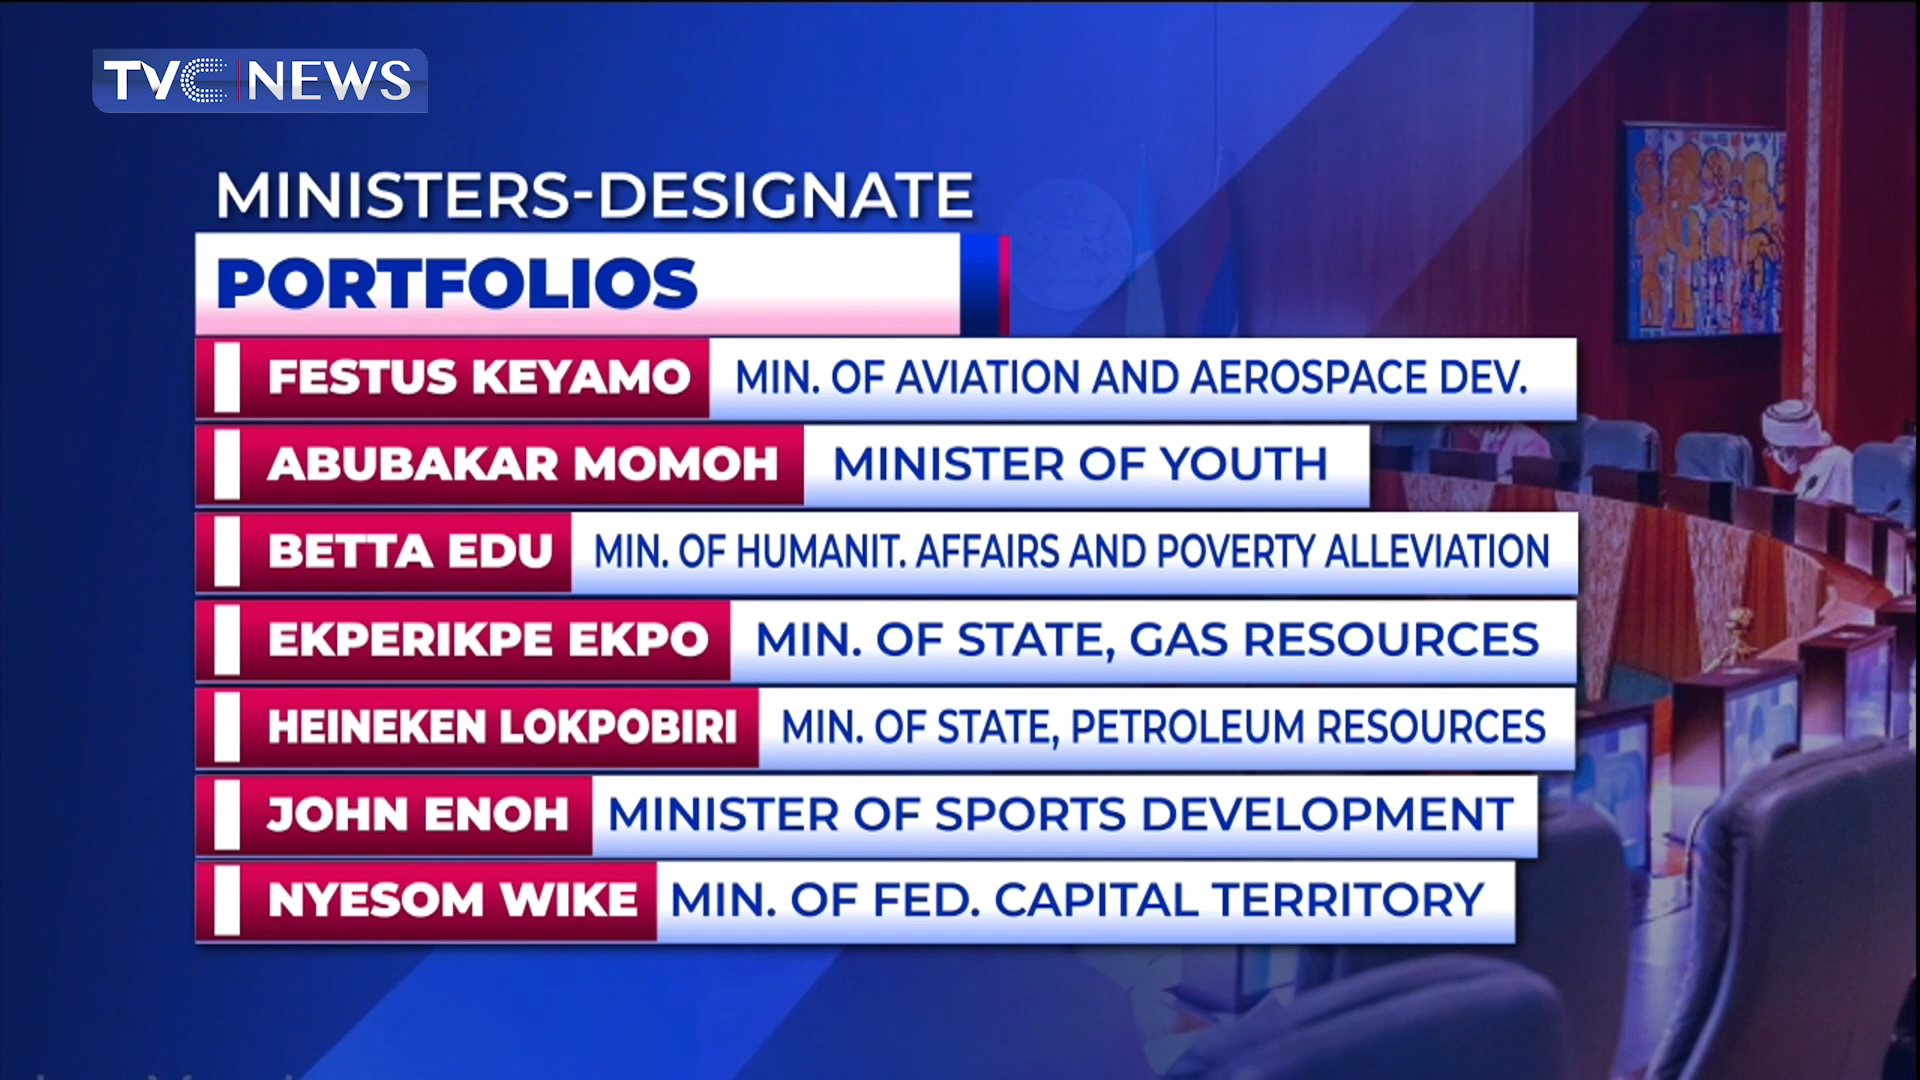 TVC NEWS
MINISTERS-DESIGNATE
PORTFOLIOS
FESTUS KEYAMO MIN. OF AVIATION AND AEROSPACE DEV.
ABUBAKAR MOMOH MINISTER OF YOUTH
BETTA EDU MIN. OF HUMANIT. AFFAIRS AND POVERTY ALLEVIATION
EKPERIKPE EKPO MIN. OF STATE, GAS RESOURCES
HEINEKEN LOKPOBIRI MIN. OF STATE, PETROLEUM RESOURCES
JOHN ENOH MINISTER OF SPORTS DEVELOPMENT
NYESOM WIKE MIN. OF FED. CAPITAL TERRITORY